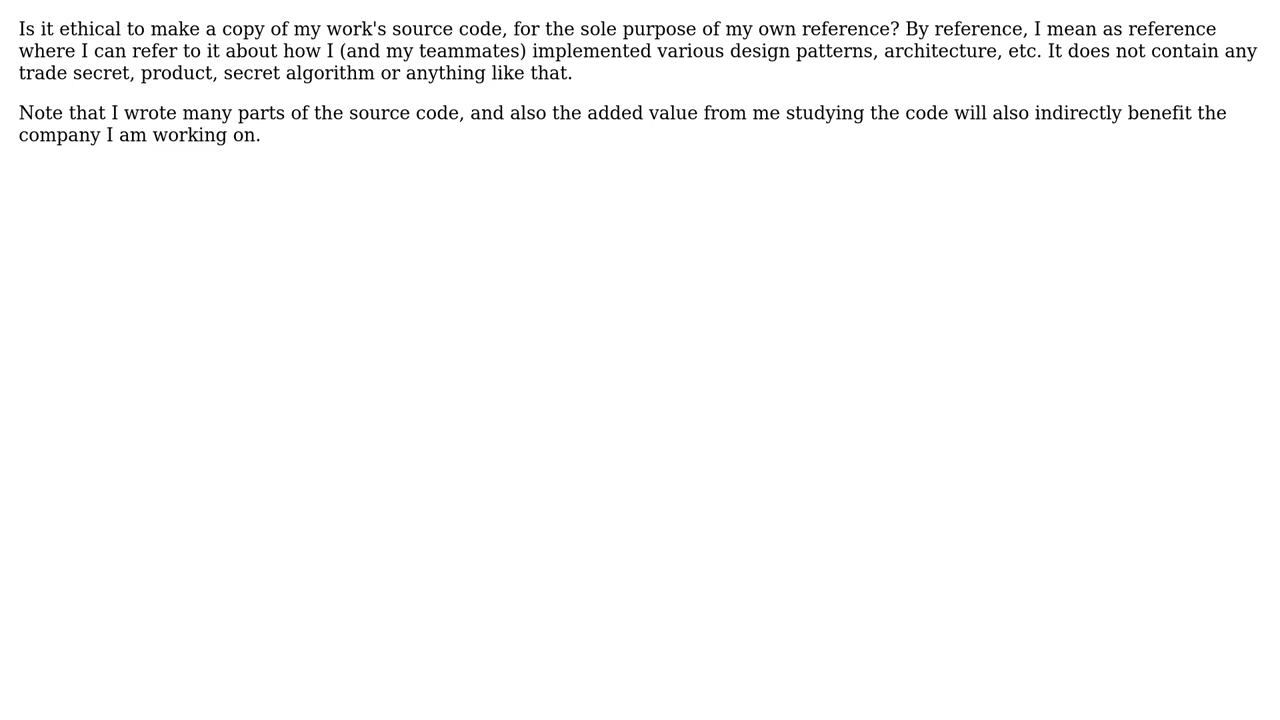 Is it ethical to make a copy of my work's source code, for the sole purpose of my own reference? By reference, I mean as reference
where I can refer to it about how I (and my teammates) implemented various design patterns, architecture, etc. It does not contain any
trade secret, product, secret algorithm or anything like that.
Note that I wrote many parts of the source code, and also the added value from me studying the code will also indirectly benefit the
company I am working on.